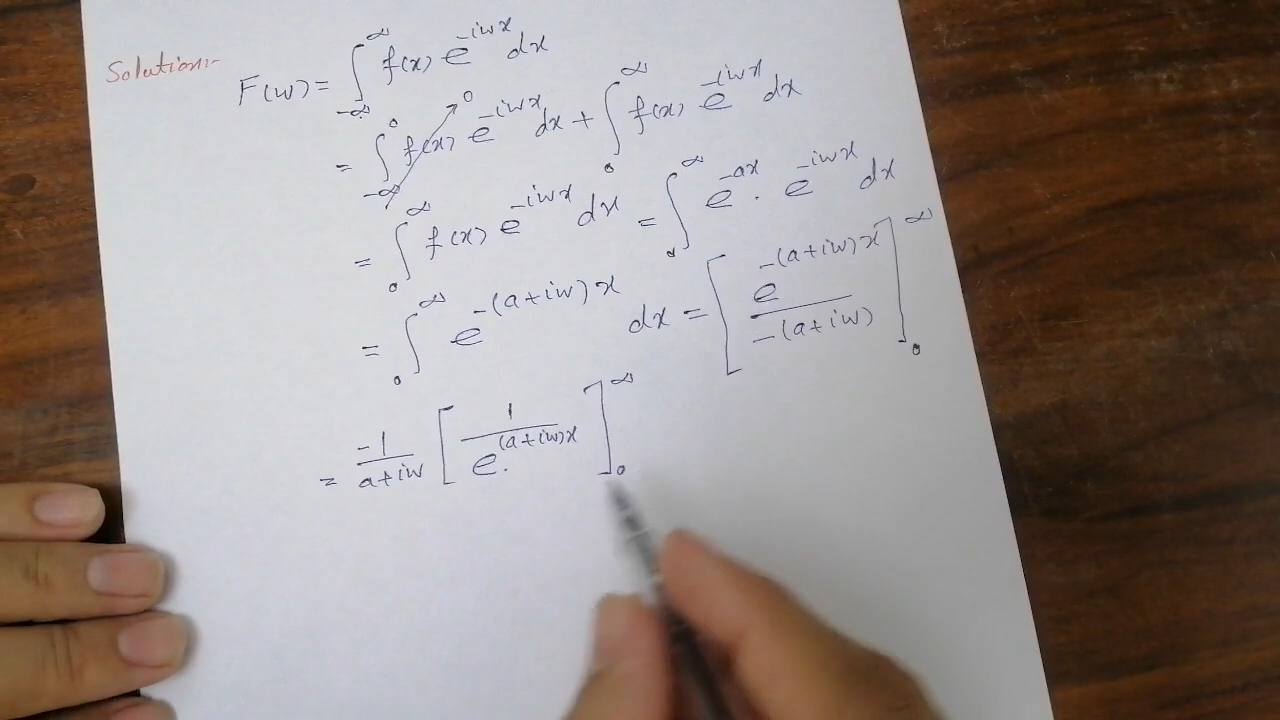 Solution:-
F(w) = ∫_{-∞}^{∞} f(x) e^{-iwx} dx
= ∫_{-∞}^{0} f(x) e^{-iwx} dx → 0 + ∫_{0}^{∞} f(x) e^{-iwx} dx
= ∫_{0}^{∞} f(x) e^{-iwx} dx = ∫_{0}^{∞} e^{-ax} . e^{-iwx} dx
= ∫_{0}^{∞} e^{-(a+iw)x} dx = [ e^{-(a+iw)x} / -(a+iw) ]_{0}^{∞}
= -1/(a+iw) [ 1 / e^{(a+iw)x} ]_{0}^{∞}